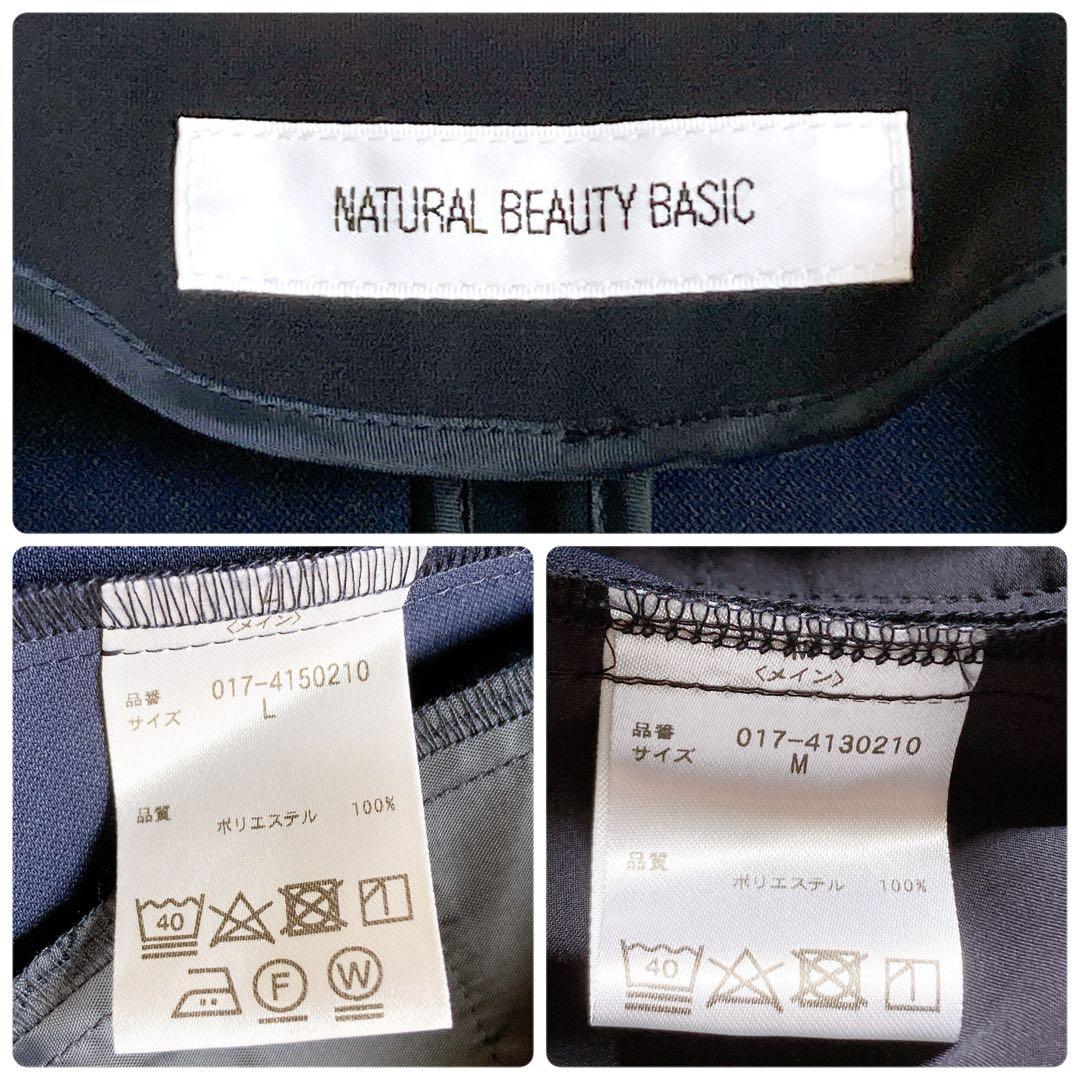 NATURAL BEAUTY BASIC
<メイン>
品番 017-4150210
サイズ L
品質 ポリエステル 100%
40
F W
<メイン>
品番 017-4130210
サイズ M
品質 ポリエステル 100%
40